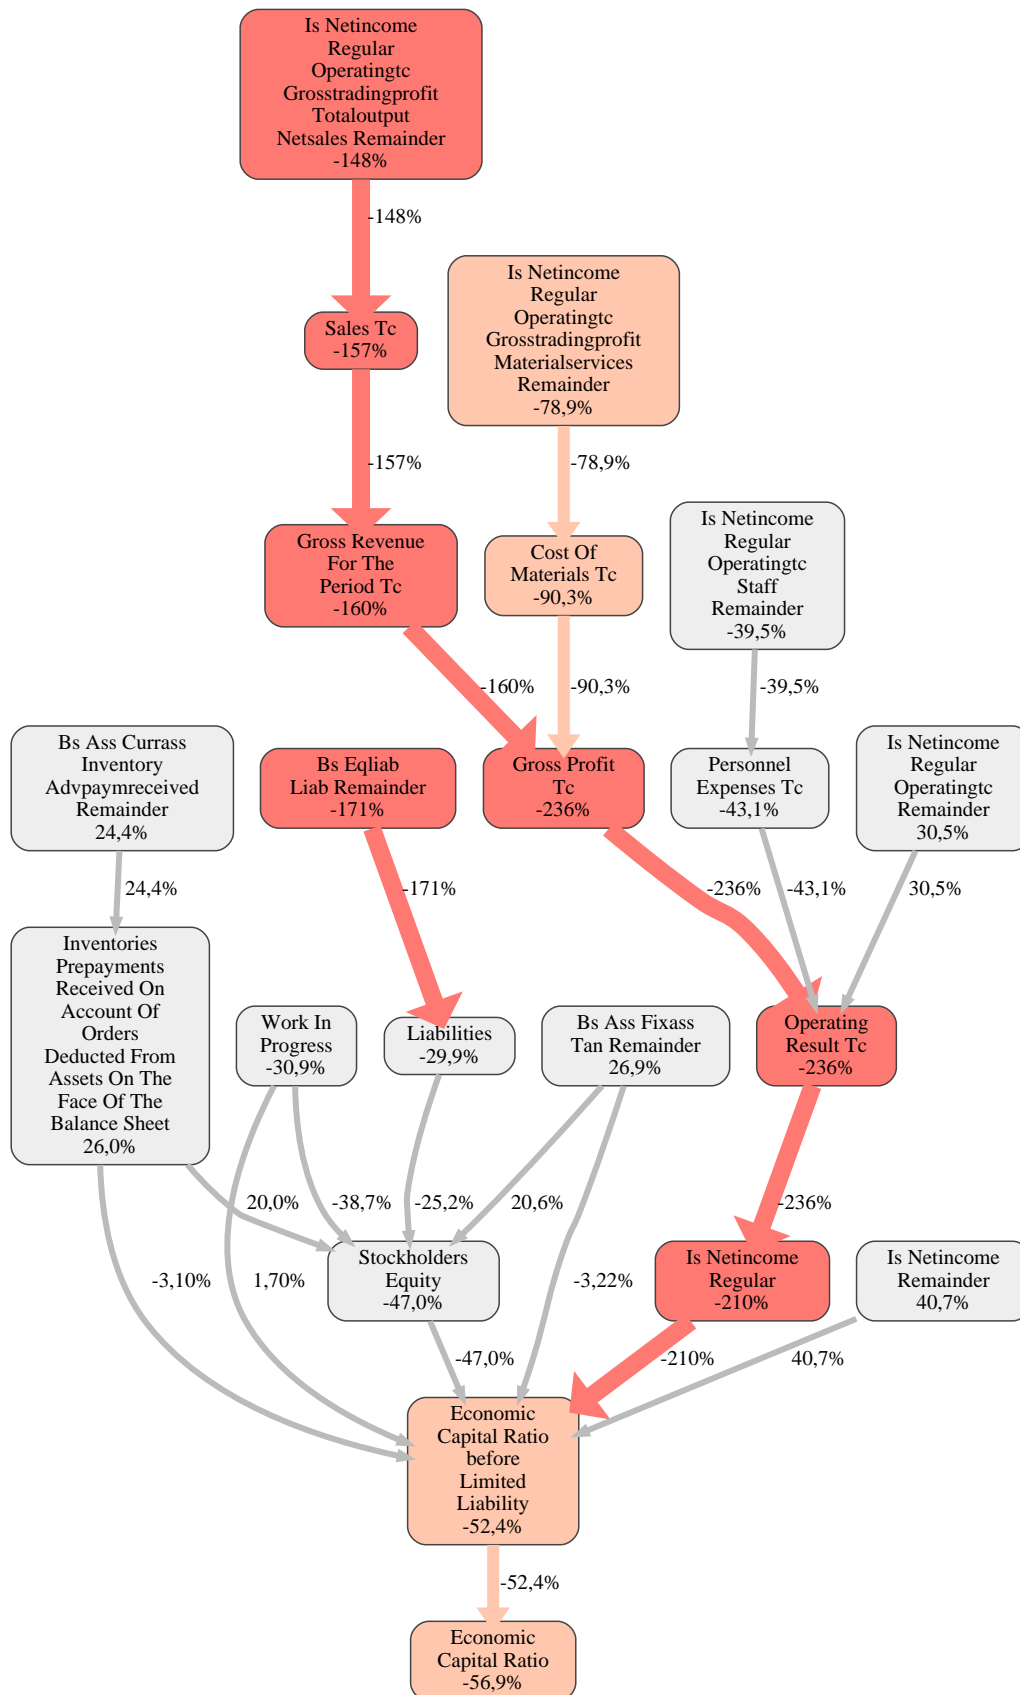 Is Netincome
Regular
Operatingtc
Grosstradingprofit
Totaloutput
Netsales Remainder
-148%
-148%
Sales Tc
-157%
Is Netincome
Regular
Operatingtc
Grosstradingprofit
Materialservices
Remainder
-78,9%
-157%
-78,9%
Gross Revenue
For The
Period Tc
-160%
Cost Of
Materials Tc
-90,3%
Is Netincome
Regular
Operatingtc
Staff
Remainder
-39,5%
-160%
-90,3%
-39,5%
Bs Ass Currass
Inventory
Advpaymreceived
Remainder
24,4%
Bs Eqliab
Liab Remainder
-171%
Gross Profit
Tc
-236%
Personnel
Expenses Tc
-43,1%
Is Netincome
Regular
Operatingtc
Remainder
30,5%
24,4%
-171%
-236%
-43,1%
30,5%
Inventories
Prepayments
Received On
Account Of
Orders
Deducted From
Assets On The
Face Of The
Balance Sheet
26,0%
Work In
Progress
-30,9%
Liabilities
-29,9%
Bs Ass Fixass
Tan Remainder
26,9%
Operating
Result Tc
-236%
20,0%
-38,7%
-25,2%
20,6%
-236%
-3,10%
1,70%
Stockholders
Equity
-47,0%
-3,22%
Is Netincome
Regular
-210%
Is Netincome
Remainder
40,7%
-47,0%
-210%
40,7%
Economic
Capital Ratio
before
Limited
Liability
-52,4%
-52,4%
Economic
Capital Ratio
-56,9%